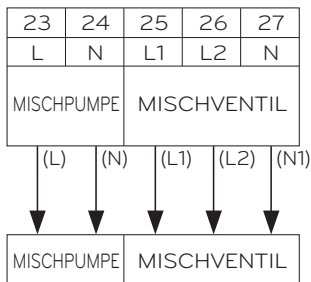 23 24 25 26 27
L N L1 L2 N
MISCHPUMPE MISCHVENTIL
(L) (N) (L1) (L2) (N1)
MISCHPUMPE MISCHVENTIL